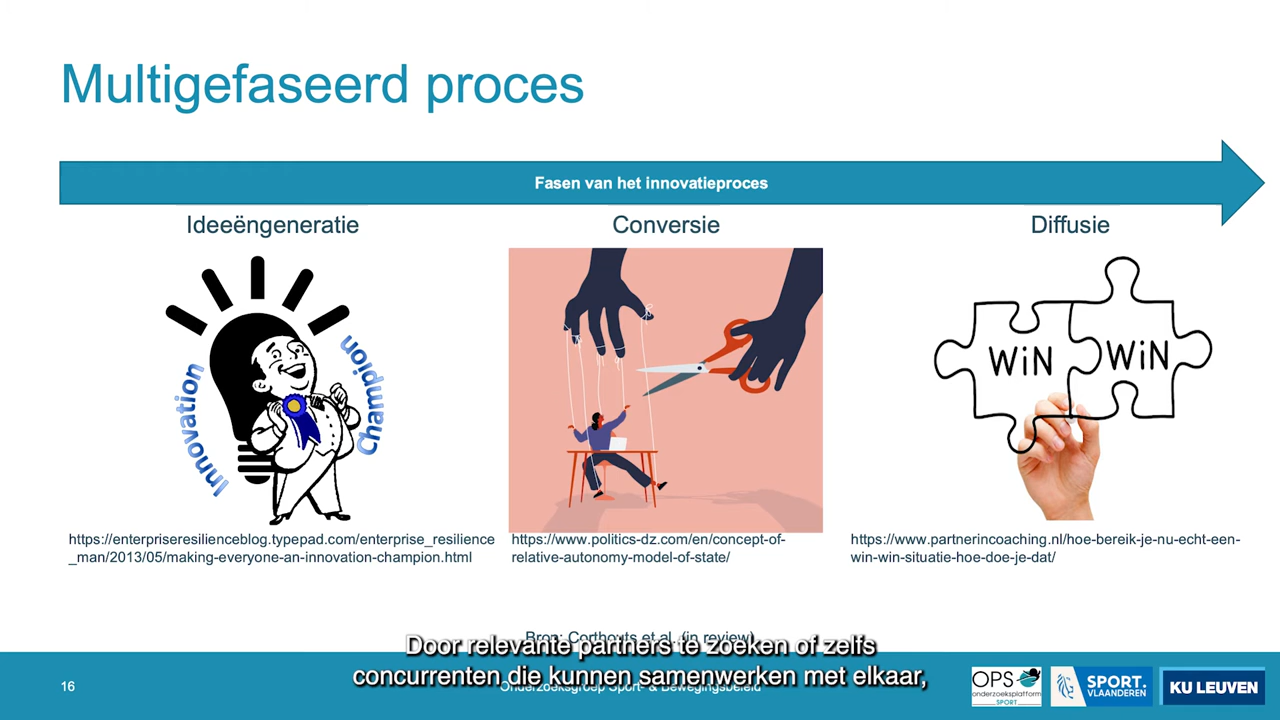 Multigefaseerd proces
Fasen van het innovatieproces
Ideeëngeneratie
Conversie
Diffusie
Innovation
Champion
WiN
WiN
https://enterpriseresilienceblog.typepad.com/enterprise_resilience
_man/2013/05/making-everyone-an-innovation-champion.html
https://www.politics-dz.com/en/concept-of-
relative-autonomy-model-of-state/
https://www.partnerincoaching.nl/hoe-bereik-je-nu-echt-een-
win-win-situatie-hoe-doe-je-dat/
Bron: Corthouts et al. (in review)
Door relevante partners te zoeken of zelfs
concurrenten die kunnen samenwerken met elkaar,
16
Onderzoeksgroep Sport- & Bewegingsbeleid
OPS
onderzoeksplatform
SPORT
SPORT.
VLAANDEREN
KU LEUVEN